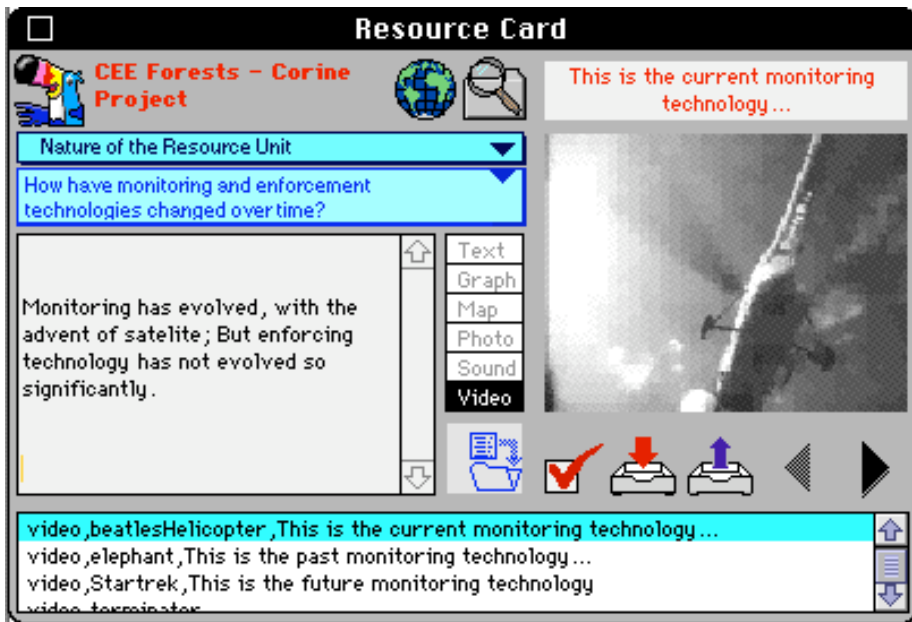 Resource Card
CEE Forests - Corine
Project
This is the current monitoring
technology...
Nature of the Resource Unit
How have monitoring and enforcement
technologies changed over time?
Monitoring has evolved, with the
advent of satelite; But enforcing
technology has not evolved so
significantly.
Text
Graph
Map
Photo
Sound
Video
video,beatlesHelicopter,This is the current monitoring technology...
video,elephant,This is the past monitoring technology...
video,Startrek,This is the future monitoring technology
video,terminator